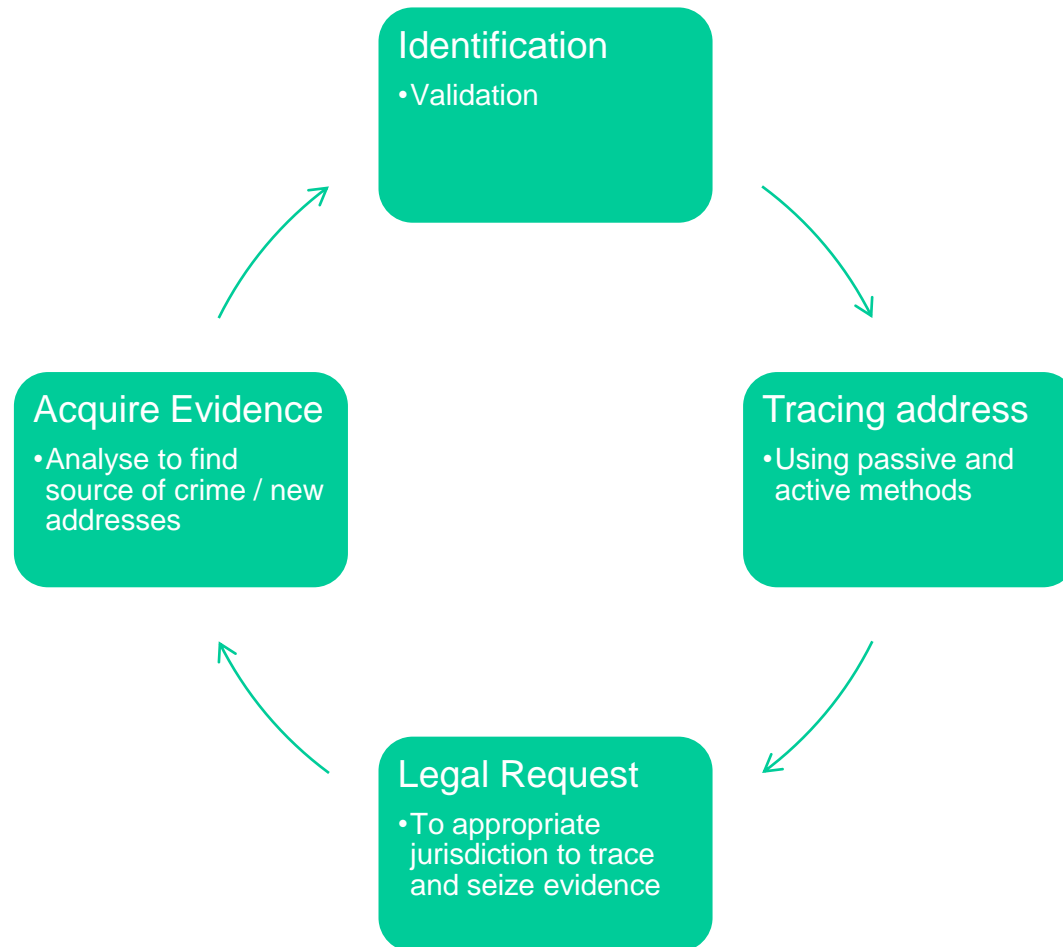 Identification
•Validation
Tracing address
•Using passive and
active methods
Legal Request
•To appropriate
jurisdiction to trace
and seize evidence
Acquire Evidence
•Analyse to find
source of crime / new
addresses